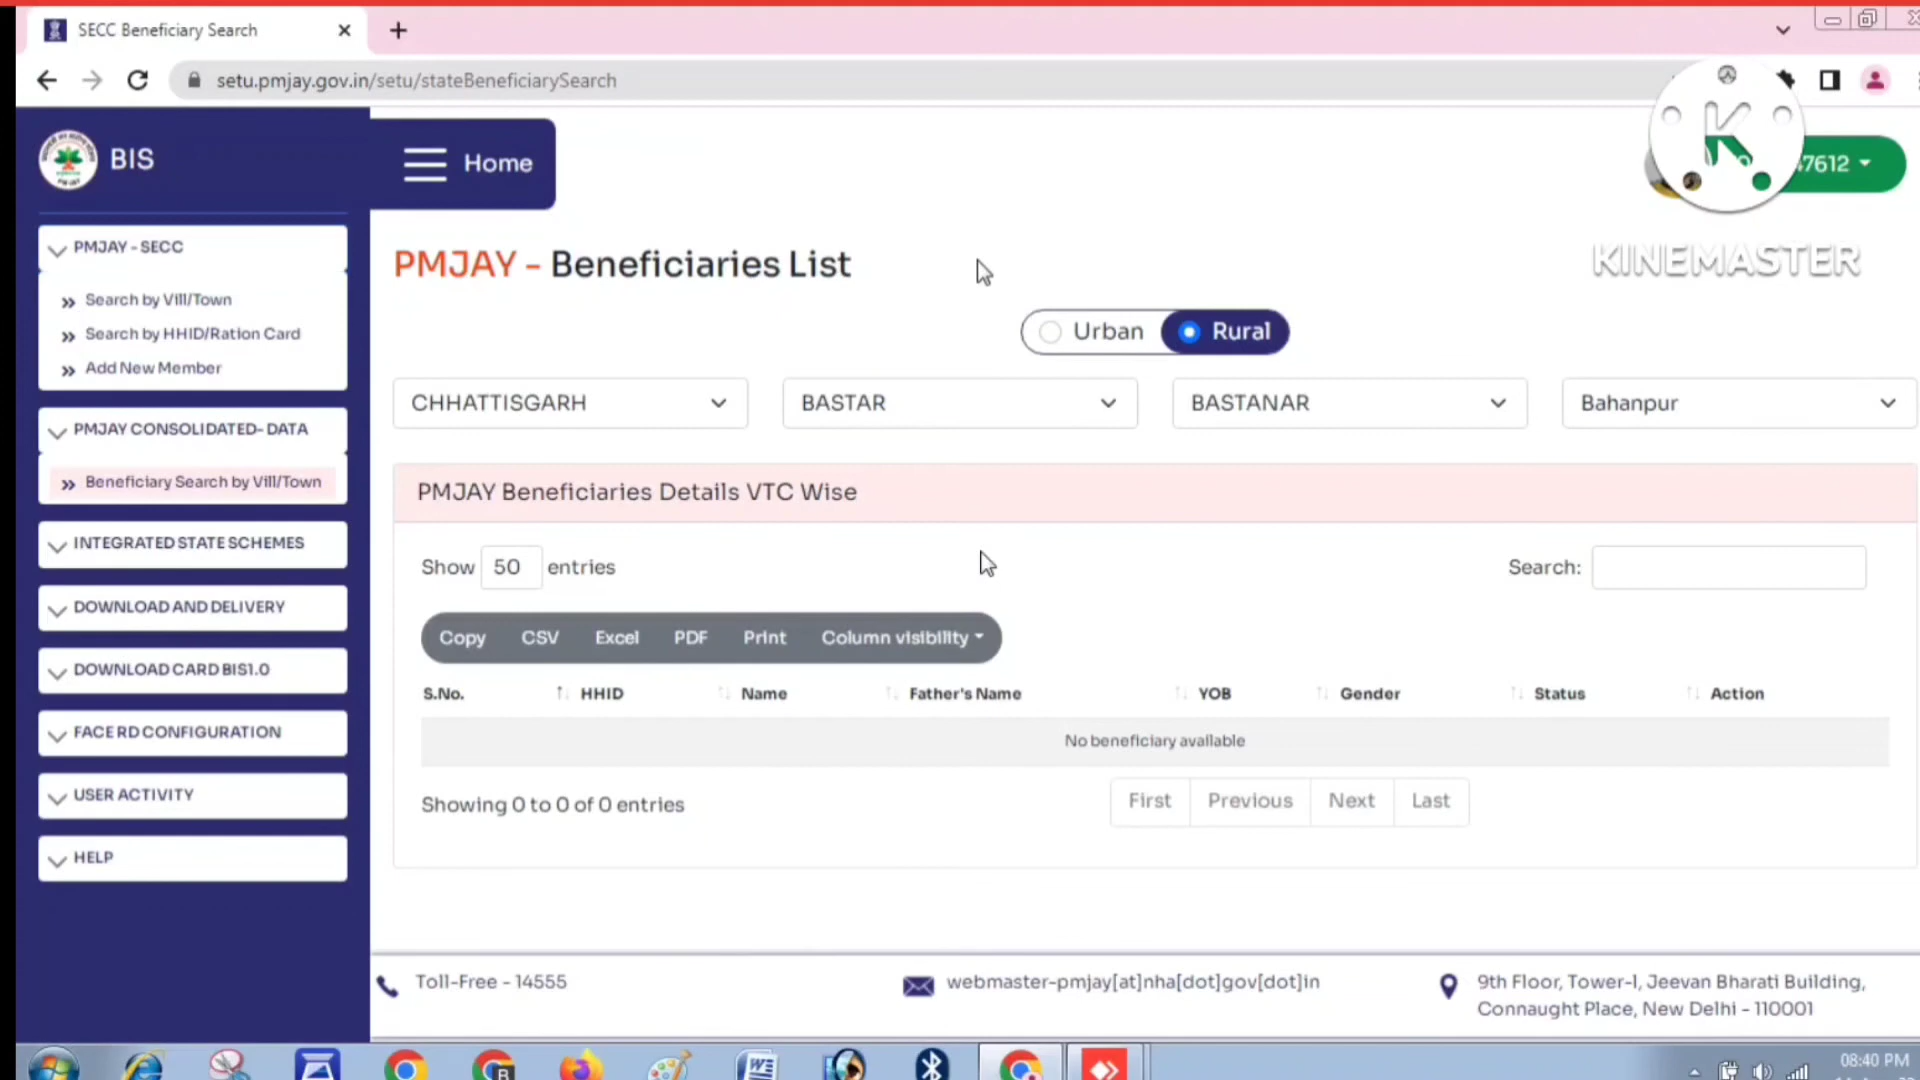 SECC Beneficiary Search
setu.pmjay.gov.in/setu/stateBeneficiarySearch
BIS
Home
7612
KINEMASTER
PMJAY - SECC
Search by Vill/Town
Search by HHID/Ration Card
Add New Member
PMJAY CONSOLIDATED- DATA
Beneficiary Search by Vill/Town
INTEGRATED STATE SCHEMES
DOWNLOAD AND DELIVERY
DOWNLOAD CARD BIS1.0
FACE RD CONFIGURATION
USER ACTIVITY
HELP
PMJAY - Beneficiaries List
Urban Rural
CHHATTISGARH BASTAR BASTANAR Bahanpur
PMJAY Beneficiaries Details VTC Wise
Show 50 entries Search:
Copy CSV Excel PDF Print Column visibility
S.No. HHID Name Father's Name YOB Gender Status Action
No beneficiary available
Showing 0 to 0 of 0 entries First Previous Next Last
Toll-Free - 14555
webmaster-pmjay[at]nha[dot]gov[dot]in
9th Floor, Tower-l, Jeevan Bharati Building,
Connaught Place, New Delhi - 110001
08:40 PM